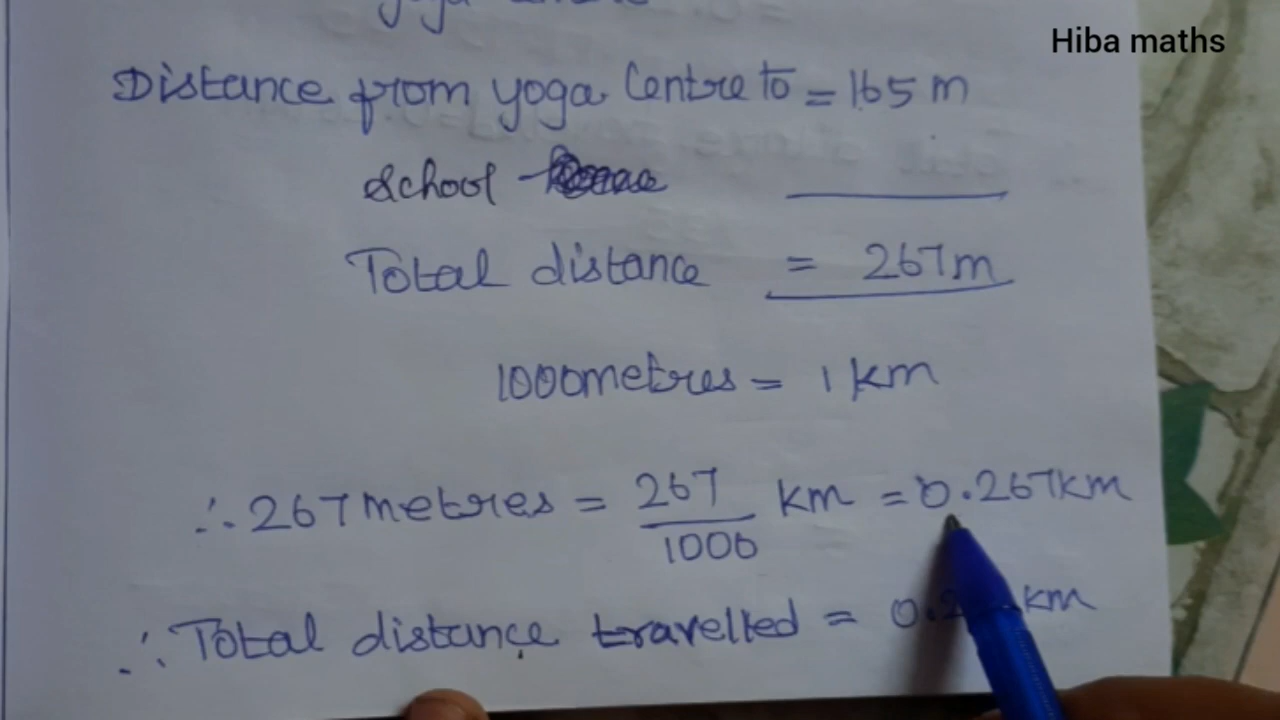 Hiba maths
Distance from yoga Centre to = 165 m
school
Total distance = 267m
1000metres = 1 km
∴ 267 metres = 267/1000 km = 0.267km
∴ Total distance travelled = 0.2 km